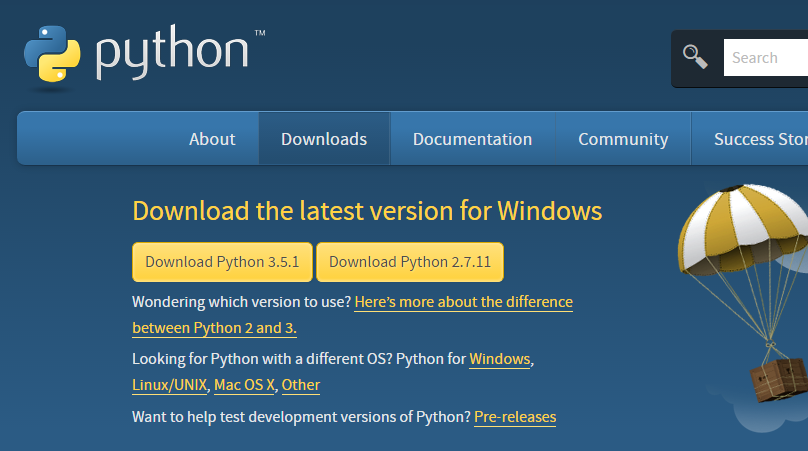 python™
Search
About Downloads Documentation Community Success Stor
Download the latest version for Windows
Download Python 3.5.1 Download Python 2.7.11
Wondering which version to use? Here’s more about the difference
between Python 2 and 3.
Looking for Python with a different OS? Python for Windows,
Linux/UNIX, Mac OS X, Other
Want to help test development versions of Python? Pre-releases